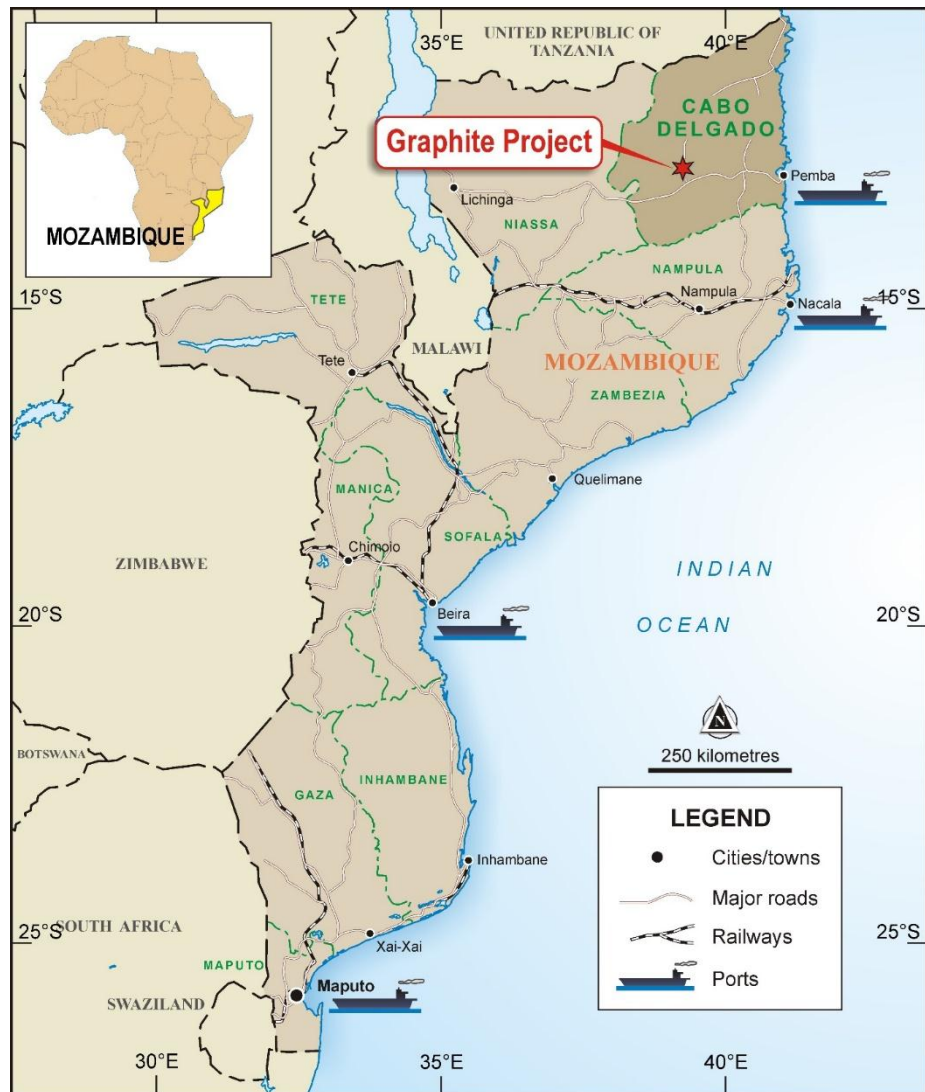 35°E
40°E
UNITED REPUBLIC OF
TANZANIA
CABO
DELGADO
Graphite Project
Pemba
Lichinga
NIASSA
MOZAMBIQUE
NAMPULA
Nampula
Nacala
15°S
15°S
TETE
MALAWI
MOZAMBIQUE
Tete
ZAMBEZIA
Quelimane
MANICA
SOFALA
Chimoio
ZIMBABWE
INDIAN
OCEAN
Beira
20°S
20°S
N
250 kilometres
BOTSWANA
GAZA
INHAMBANE
LEGEND
Cities/towns
Major roads
Railways
Ports
Inhambane
SOUTH AFRICA
25°S
25°S
Xai-Xai
MAPUTO
Maputo
SWAZILAND
30°E
35°E
40°E